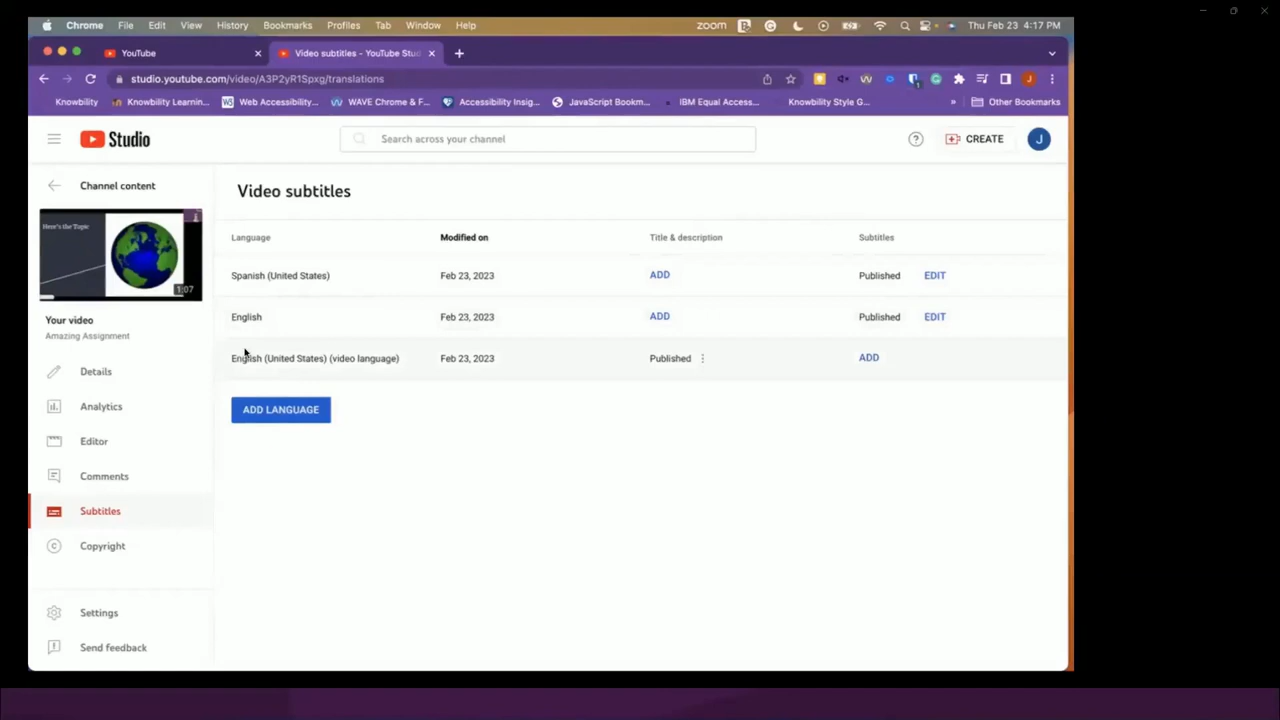 Chrome File Edit View History Bookmarks Profiles Tab Window Help zoom Thu Feb 23 4:17 PM
YouTube Video subtitles - YouTube Stu
studio.youtube.com/video/A3P2yR1Spxg/translations
Knowbility Knowbility Learnin... Web Accessibility... WAVE Chrome & F... Accessibility Insig... JavaScript Bookm... IBM Equal Access... Knowbility Style G... » Other Bookmarks
Studio Search across your channel CREATE J
Channel content
Video subtitles
Here's the Topic
1:07
Language Modified on Title & description Subtitles
Spanish (United States) Feb 23, 2023 ADD Published EDIT
English Feb 23, 2023 ADD Published EDIT
English (United States) (video language) Feb 23, 2023 Published ADD
ADD LANGUAGE
Your video
Amazing Assignment
Details
Analytics
Editor
Comments
Subtitles
Copyright
Settings
Send feedback